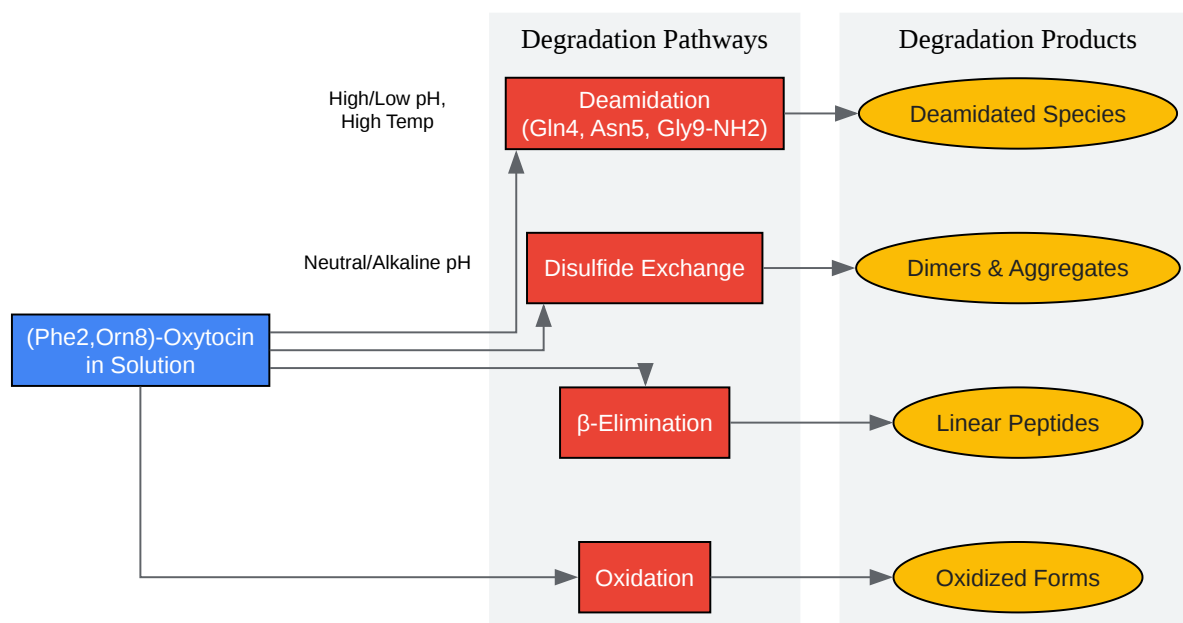 Degradation Pathways
Degradation Products
High/Low pH,
High Temp
Deamidation
(Gln4, Asn5, Gly9-NH2)
Deamidated Species
Neutral/Alkaline pH
Disulfide Exchange
Dimers & Aggregates
(Phe2,Orn8)-Oxytocin
in Solution
β-Elimination
Linear Peptides
Oxidation
Oxidized Forms